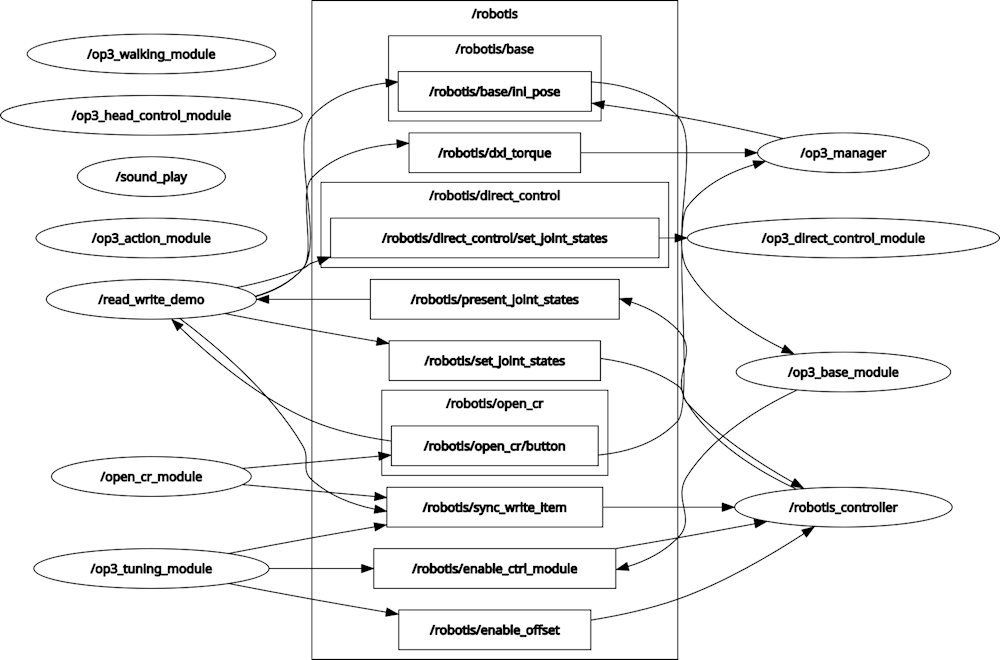 /robotis
/op3_walking_module
/robotis/base
/robotis/base/ini_pose
/op3_head_control_module
/robotis/dxl_torque
/op3_manager
/sound_play
/robotis/direct_control
/op3_action_module
/robotis/direct_control/set_joint_states
/op3_direct_control_module
/read_write_demo
/robotis/present_joint_states
/robotis/set_joint_states
/op3_base_module
/robotis/open_cr
/robotis/open_cr/button
/open_cr_module
/robotis/sync_write_item
/robotis_controller
/op3_tuning_module
/robotis/enable_ctrl_module
/robotis/enable_offset